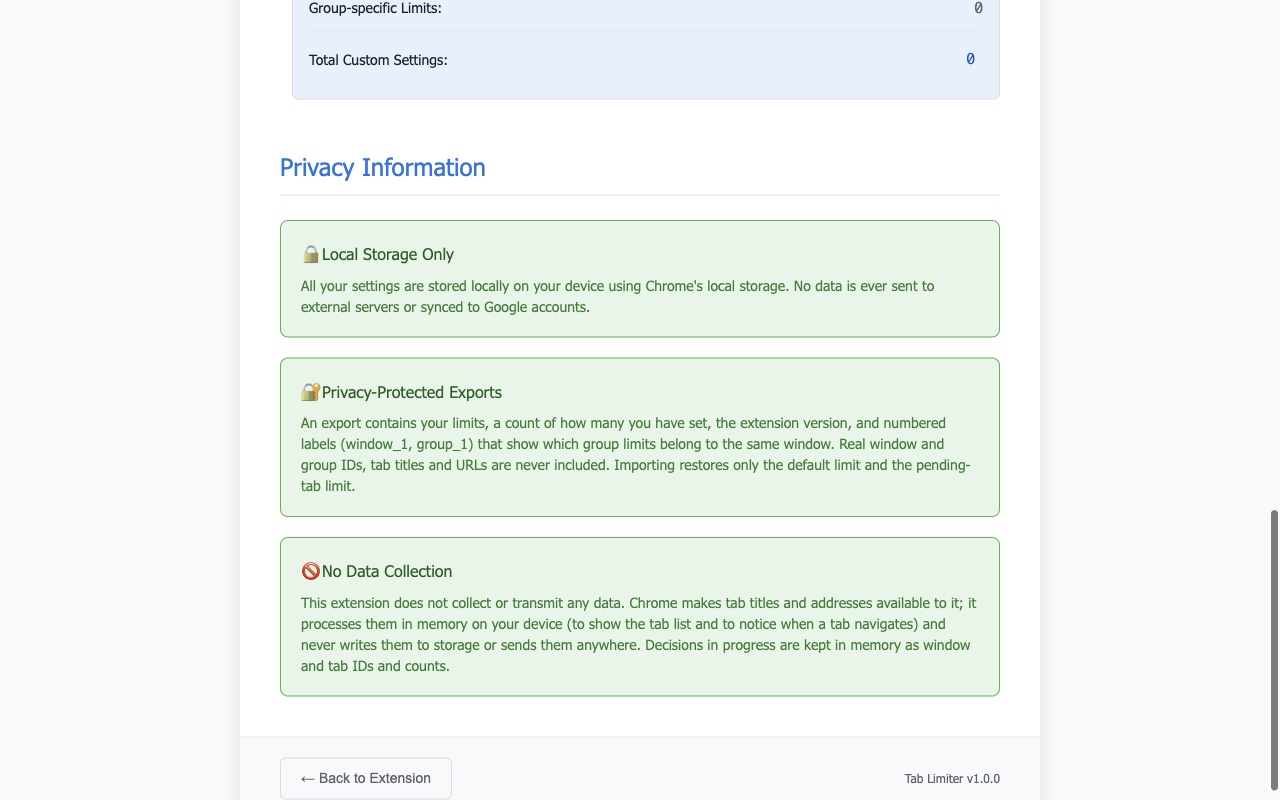 Group-specific Limits: 0
Total Custom Settings: 0
Privacy Information
🔒Local Storage Only
All your settings are stored locally on your device using Chrome's local storage. No data is ever sent to
external servers or synced to Google accounts.
🔐Privacy-Protected Exports
An export contains your limits, a count of how many you have set, the extension version, and numbered
labels (window_1, group_1) that show which group limits belong to the same window. Real window and
group IDs, tab titles and URLs are never included. Importing restores only the default limit and the pending-
tab limit.
🚫No Data Collection
This extension does not collect or transmit any data. Chrome makes tab titles and addresses available to it; it
processes them in memory on your device (to show the tab list and to notice when a tab navigates) and
never writes them to storage or sends them anywhere. Decisions in progress are kept in memory as window
and tab IDs and counts.
← Back to Extension
Tab Limiter v1.0.0